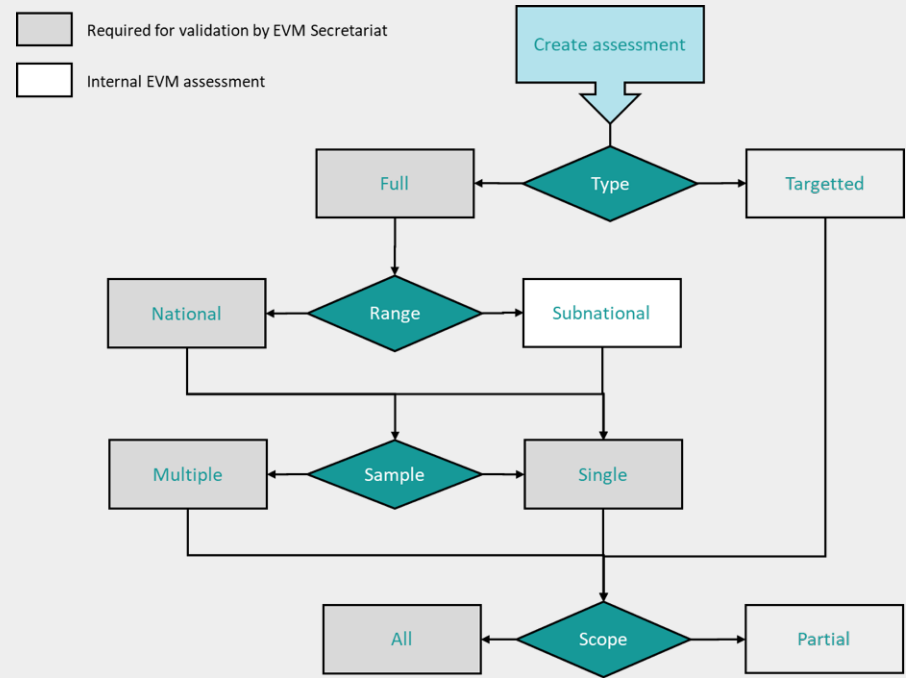 Required for validation by EVM Secretariat
Internal EVM assessment
Create assessment
Full
Type
Targetted
National
Range
Subnational
Multiple
Sample
Single
All
Scope
Partial